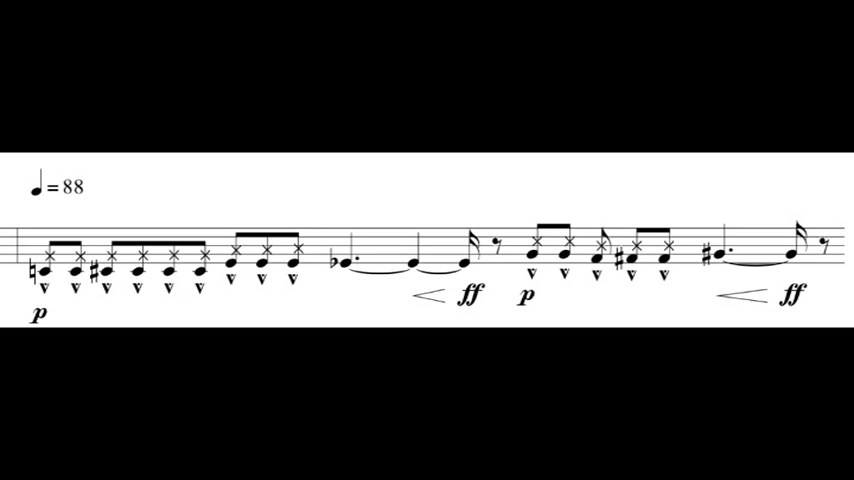 ♩ = 88
p ff p ff